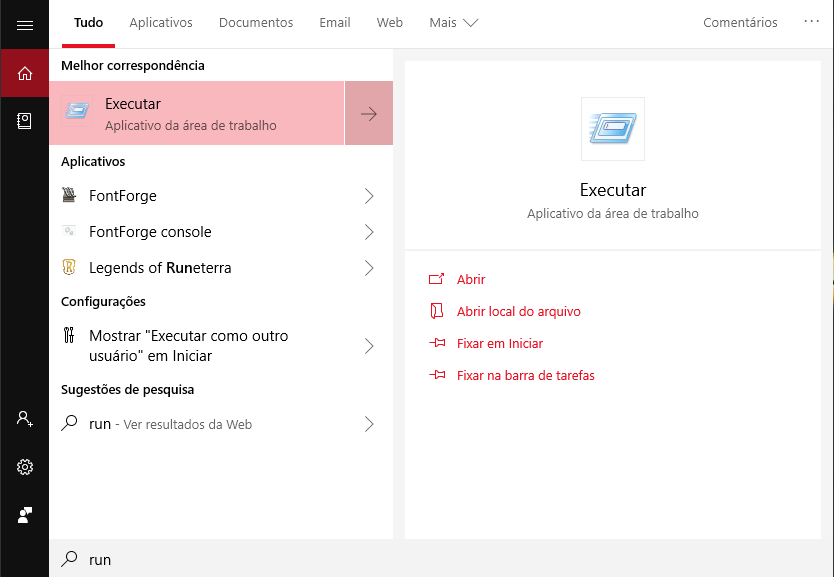 Tudo Aplicativos Documentos Email Web Mais Comentários ...
Melhor correspondência
Executar
Aplicativo da área de trabalho
Aplicativos
FontForge
FontForge console
Legends of Runeterra
Configurações
Mostrar "Executar como outro
usuário" em Iniciar
Sugestões de pesquisa
run - Ver resultados da Web
Executar
Aplicativo da área de trabalho
Abrir
Abrir local do arquivo
Fixar em Iniciar
Fixar na barra de tarefas
run